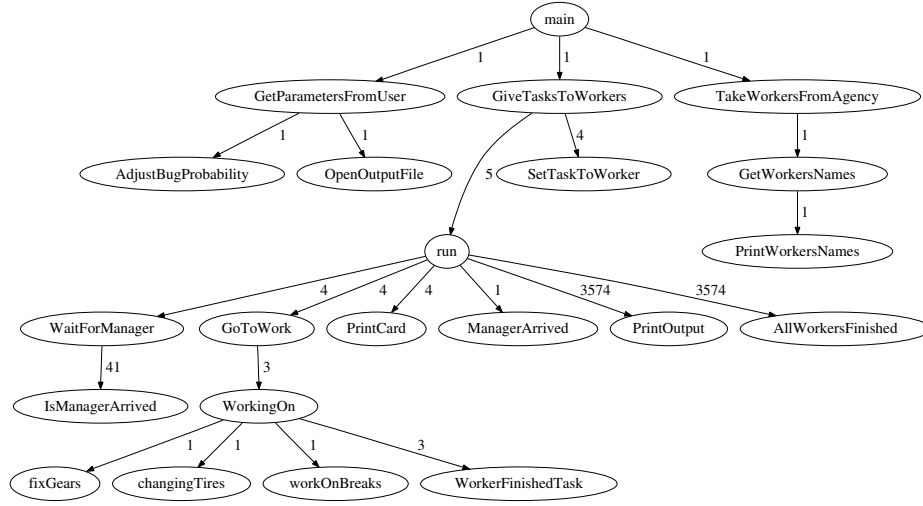 main
1
1
1
GetParametersFromUser
GiveTasksToWorkers
TakeWorkersFromAgency
1
1
4
1
5
AdjustBugProbability
OpenOutputFile
SetTaskToWorker
GetWorkersNames
1
run
PrintWorkersNames
4
4
4
1
3574
3574
WaitForManager
GoToWork
PrintCard
ManagerArrived
PrintOutput
AllWorkersFinished
41
3
IsManagerArrived
WorkingOn
1
1
1
3
fixGears
changingTires
workOnBreaks
WorkerFinishedTask